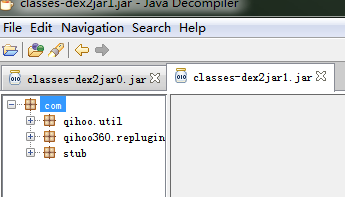 classes-dex2jar1.jar - Java Decompiler
File Edit Navigation Search Help
classes-dex2jar0.jar classes-dex2jar1.jar
com
qihoo.util
qihoo360.replugin
stub